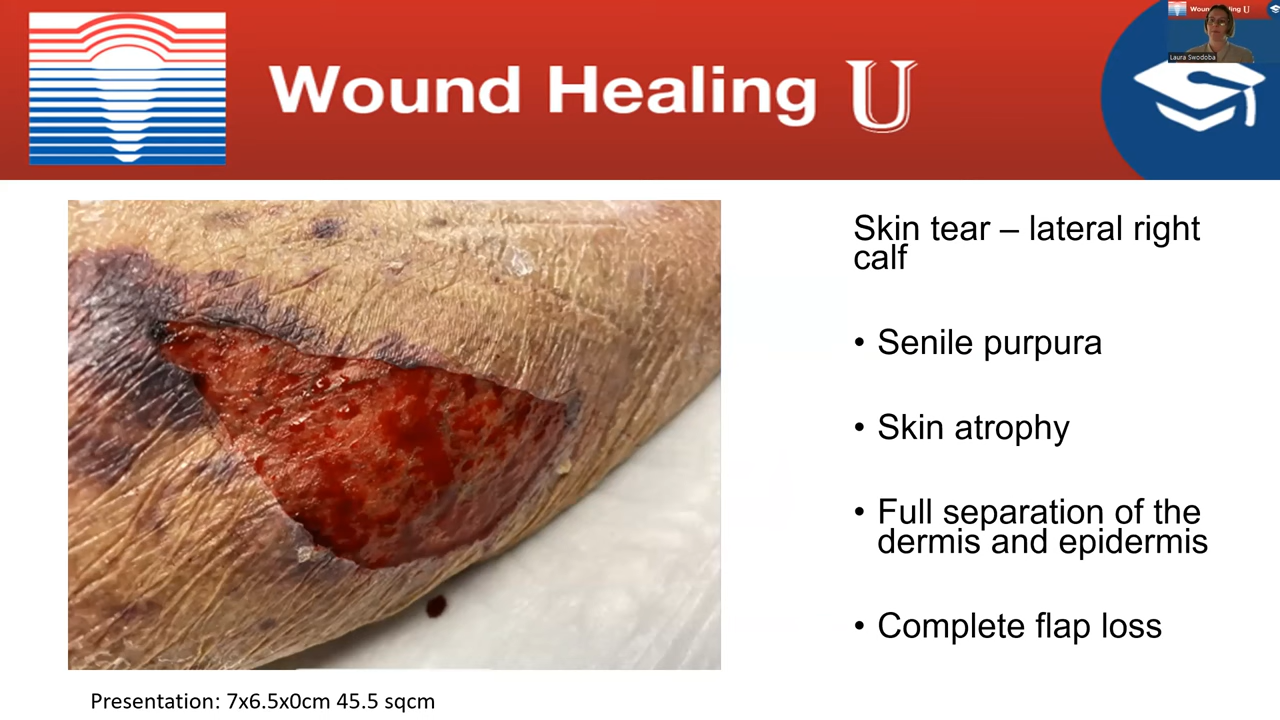 Wound Healing U
Wound Healing U
Laura Swodoba
Skin tear – lateral right
calf
• Senile purpura
• Skin atrophy
• Full separation of the
dermis and epidermis
• Complete flap loss
Presentation: 7x6.5x0cm 45.5 sqcm